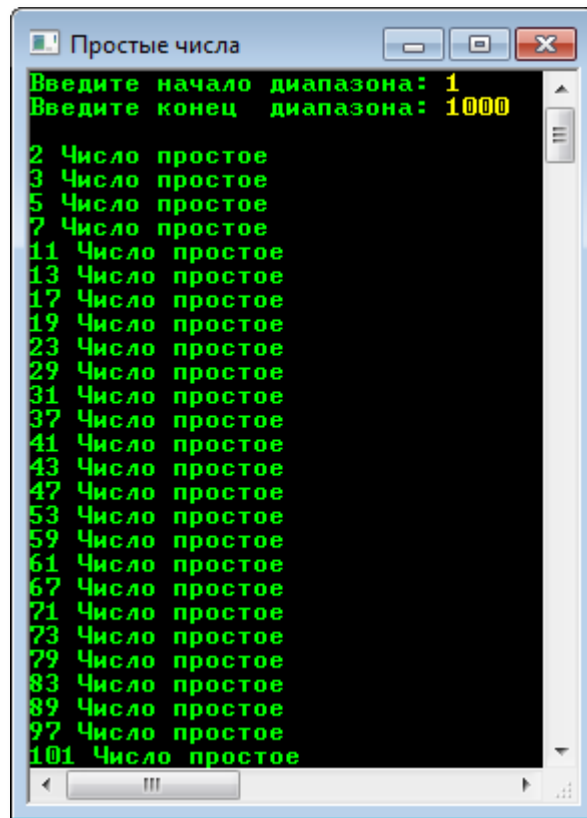 Простые числа
Введите начало диапазона: 1
Введите конец  диапазона: 1000
2 Число простое
3 Число простое
5 Число простое
7 Число простое
11 Число простое
13 Число простое
17 Число простое
19 Число простое
23 Число простое
29 Число простое
31 Число простое
37 Число простое
41 Число простое
43 Число простое
47 Число простое
53 Число простое
59 Число простое
61 Число простое
67 Число простое
71 Число простое
73 Число простое
79 Число простое
83 Число простое
89 Число простое
97 Число простое
101 Число простое